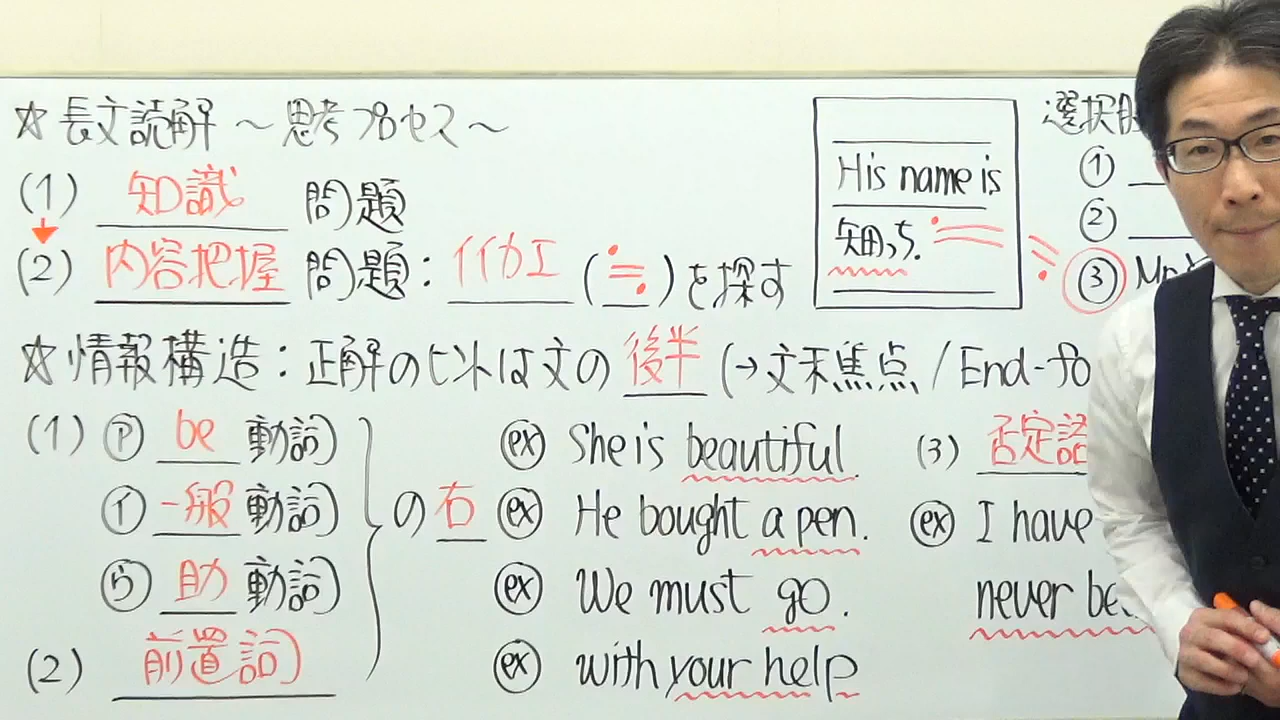 ☆長文読解 ～思考プロセス～
(1) 知識 問題
(2) 内容把握 問題: イイカエ (≒) を探す
His name is
知っち.
選択
①
②
③ Mr.
☆情報構造:正解のヒントは文の後半 (→文末焦点/End-fo
(1) ㋐ be 動詞
㋑ 一般 動詞
㋒ 助 動詞
の右
(2) 前置詞
ex She is beautiful.
ex He bought a pen.
ex We must go.
ex with your help
(3) 否定語
ex I have
never be